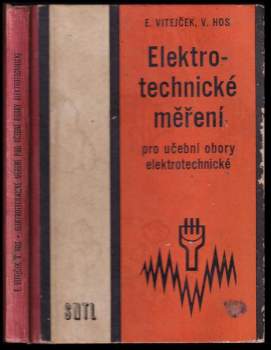 E. VITEJČEK, V. HOS
Elektro-
technické
měření
pro učební obory
elektrotechnické
SNTL